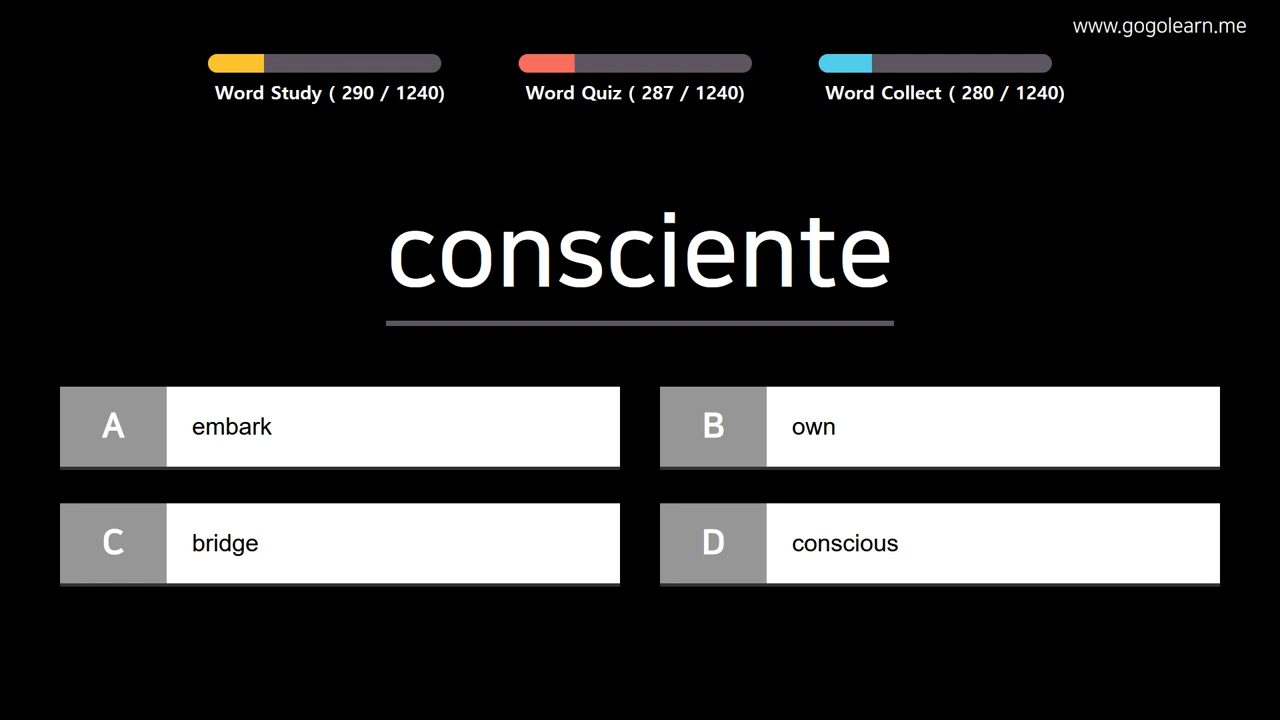 www.gogolearn.me
Word Study ( 290 / 1240)
Word Quiz ( 287 / 1240)
Word Collect ( 280 / 1240)
consciente
A embark
B own
C bridge
D conscious